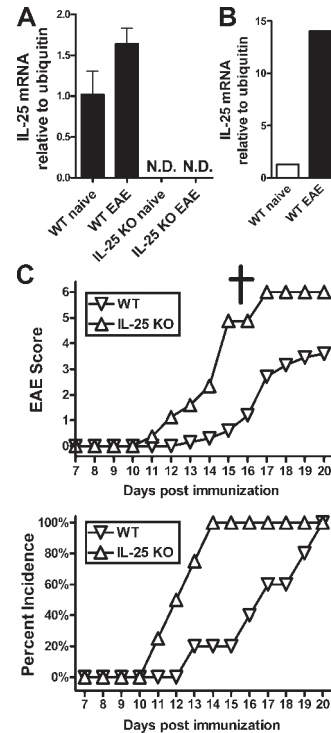 A
IL-25 mRNA
relative to ubiquitin
2.0
1.5
1.0
0.5
0.0
N.D. N.D.
WT naive
WT EAE
IL-25 KO naive
IL-25 KO EAE
B
IL-25 mRNA
relative to ubiquitin
15
10
5
0
WT naive
WT EAE
C
EAE Score
6
5
4
3
2
1
0
WT
IL-25 KO
7 8 9 10 11 12 13 14 15 16 17 18 19 20
Days post immunization
Percent Incidence
100%
80%
60%
40%
20%
0%
WT
IL-25 KO
7 8 9 10 11 12 13 14 15 16 17 18 19 20
Days post immunization